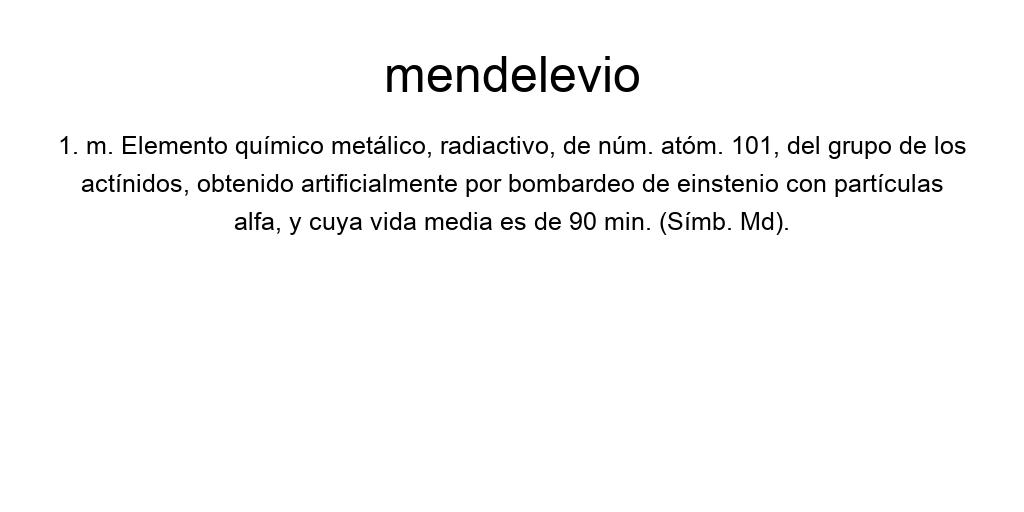 mendelevio
1. m. Elemento químico metálico, radiactivo, de núm. atóm. 101, del grupo de los
actínidos, obtenido artificialmente por bombardeo de einstenio con partículas
alfa, y cuya vida media es de 90 min. (Símb. Md).